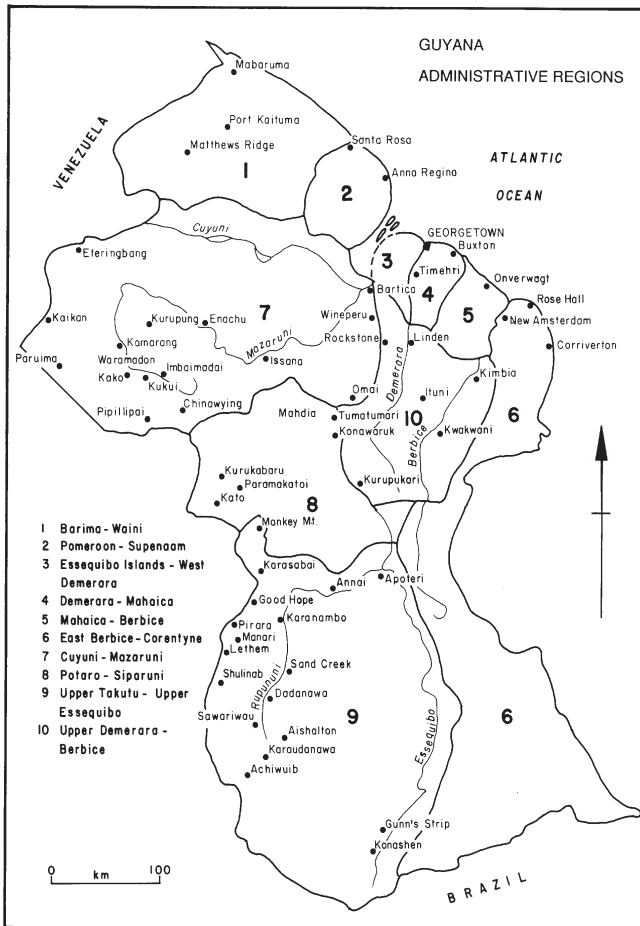 GUYANA
ADMINISTRATIVE REGIONS
Mabaruma
Port Kaituma
Matthews Ridge
1
VENEZUELA
Santa Rosa
Anna Regina
2
ATLANTIC
OCEAN
Cuyuni
Eteringbang
GEORGETOWN
Buxton
3
Timehri
4
Onverwagt
Bartica
5
Rose Hall
New Amsterdam
Corriverton
7
Kaikan
Kurupung
Enachu
Wineperu
Mazaruni
Kamarang
Rockstone
Linden
Paruima
Waramadon
Imbaimadai
Issano
Kako
Kukui
Kimbia
Demerara
Omai
Ituni
Pipillipai
Chinawying
Mahdia
Tumatumari
10
6
Konawaruk
Kwakwani
Berbice
Kurukabaru
Paramakatoi
Kato
8
Kurupukari
Monkey Mt.
1 Barima-Waini
2 Pomeroon-Supenaam
3 Essequibo Islands-West
Demerara
4 Demerara-Mahaica
5 Mahaica-Berbice
6 East Berbice-Corentyne
7 Cuyuni-Mazaruni
8 Potaro-Siparuni
9 Upper Takutu-Upper
Essequibo
10 Upper Demerara-
Berbice
Karasabai
Annai
Apoteri
Good Hope
Karanambo
Pirara
Manari
Lethem
Sand Creek
Shulinab
Rupununi
Dadanawa
Sawariwau
9
6
Essequibo
Aishalton
Karaudanawa
Achiwuib
Gunn's Strip
Konashen
0 100
km
BRAZIL